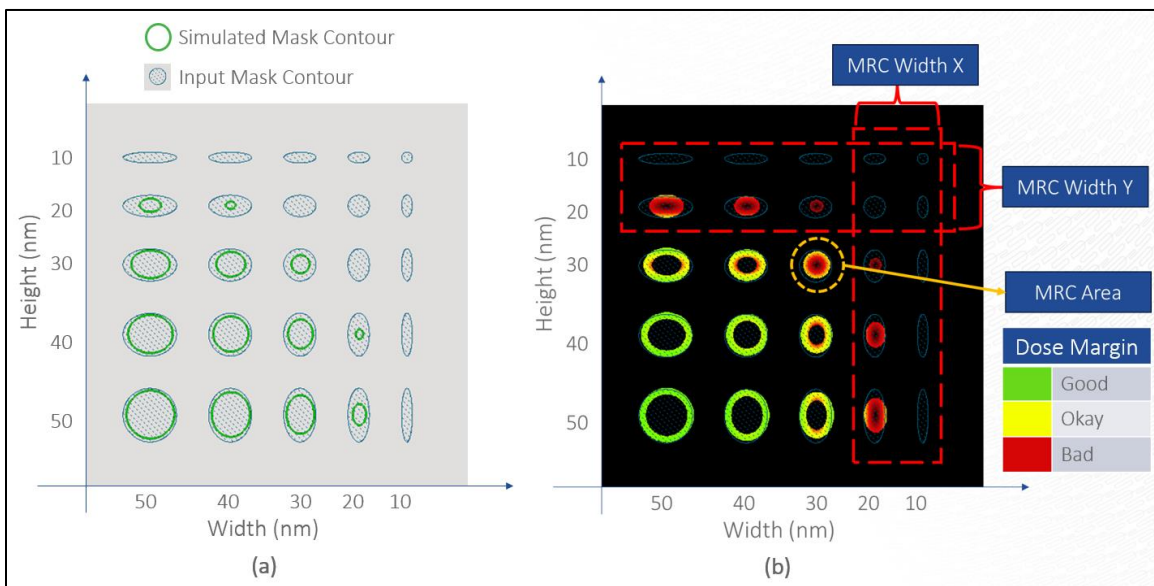 Simulated Mask Contour
Input Mask Contour
10
20
30
40
50
Height (nm)
50 40 30 20 10
Width (nm)
(a)
MRC Width X
10
20
30
40
50
Height (nm)
50 40 30 20 10
Width (nm)
(b)
MRC Width Y
MRC Area
Dose Margin
Good
Okay
Bad